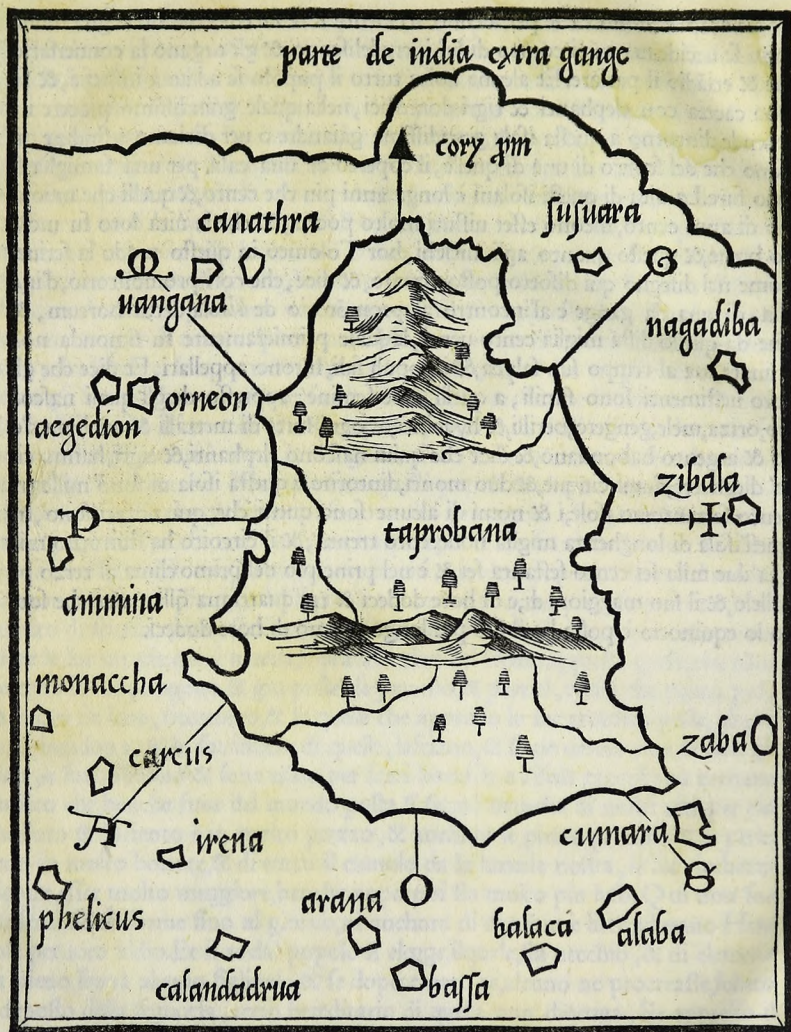 parte de india extra gange
cory pm
canathra
susuara
uangana
G
nagadiba
orneon
aegedion
zibala
P
taprobana
ammina
monaccha
zaba
carcus
A
irena
cumara
S
phelicus
O
arana
balaca
alaba
calandadrua
bassa